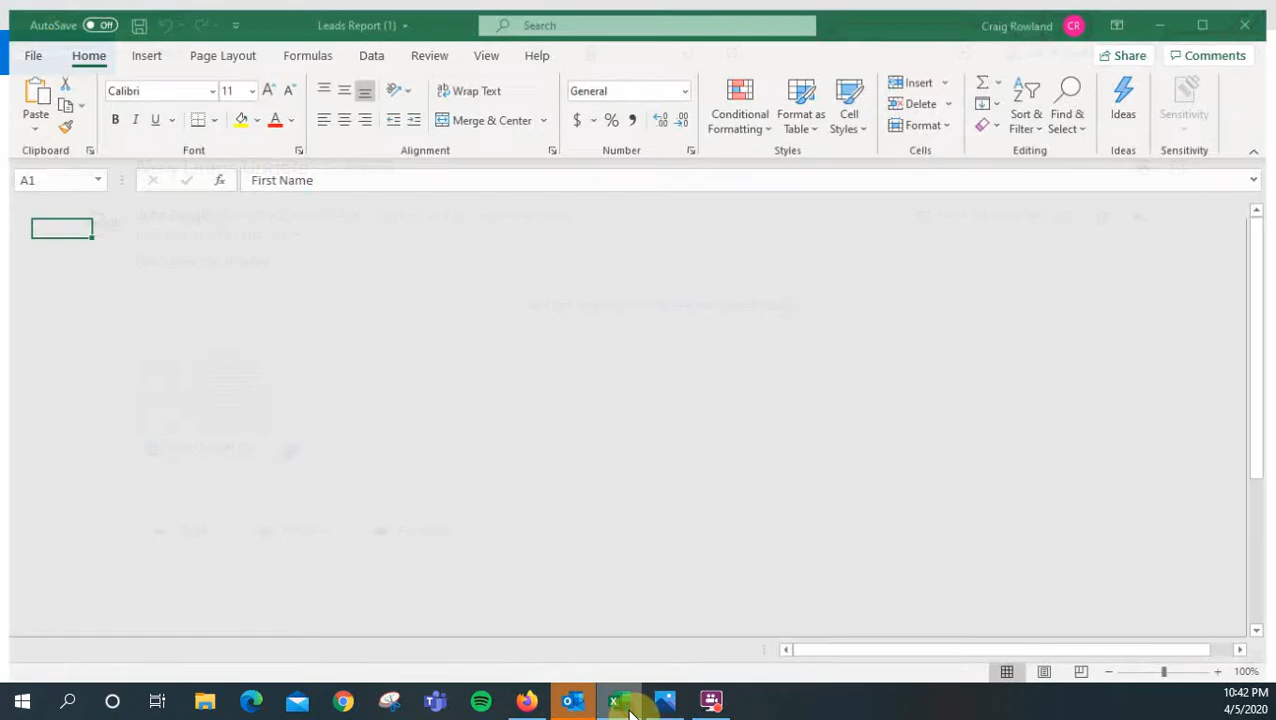 AutoSave Off Leads Report (1) Search Craig Rowland CR
File Home Insert Page Layout Formulas Data Review View Help Share Comments
Paste Calibri 11 Wrap Text General Conditional Formatting Format as Table Cell Styles Insert Sort & Filter Find & Select Ideas Sensitivity
B I U Merge & Center $ % Delete
Format
Clipboard Font Alignment Number Styles Cells Editing Ideas Sensitivity
A1 fx First Name
100%
10:42 PM
4/5/2020